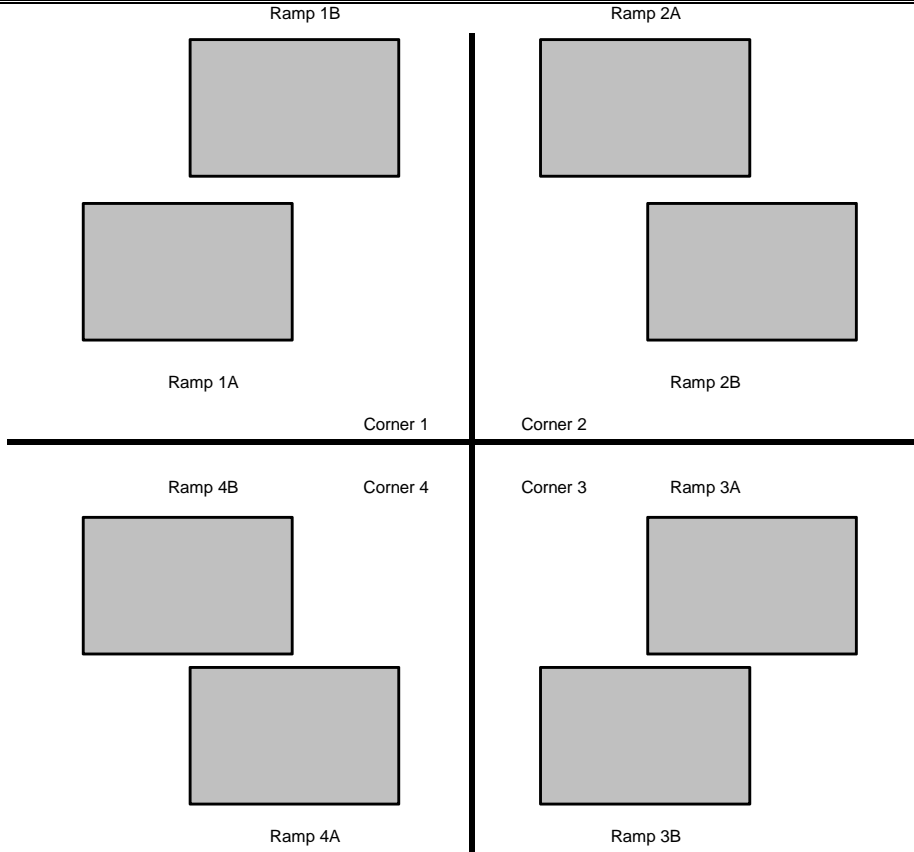 Ramp 1B Ramp 2A
Ramp 1A Ramp 2B
Corner 1 Corner 2
Ramp 4B Corner 4 Corner 3 Ramp 3A
Ramp 4A Ramp 3B